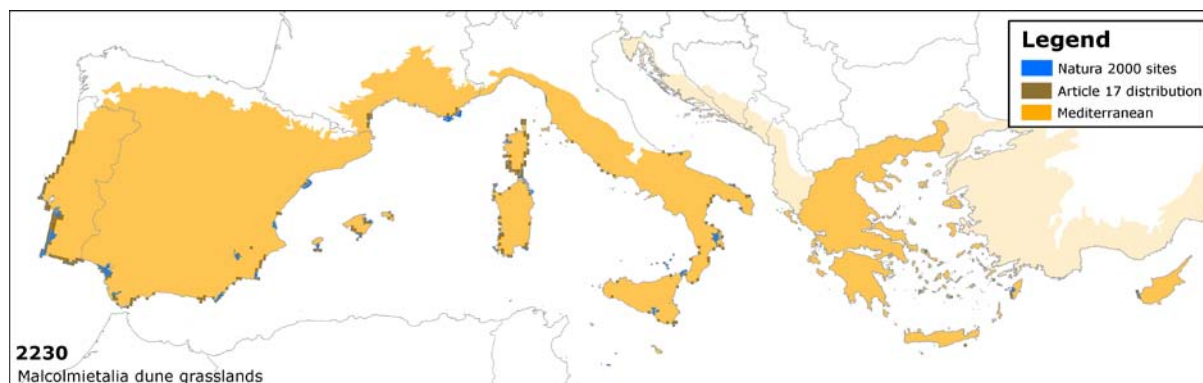 Legend
Natura 2000 sites
Article 17 distribution
Mediterranean
2230
Malcolmietalia dune grasslands